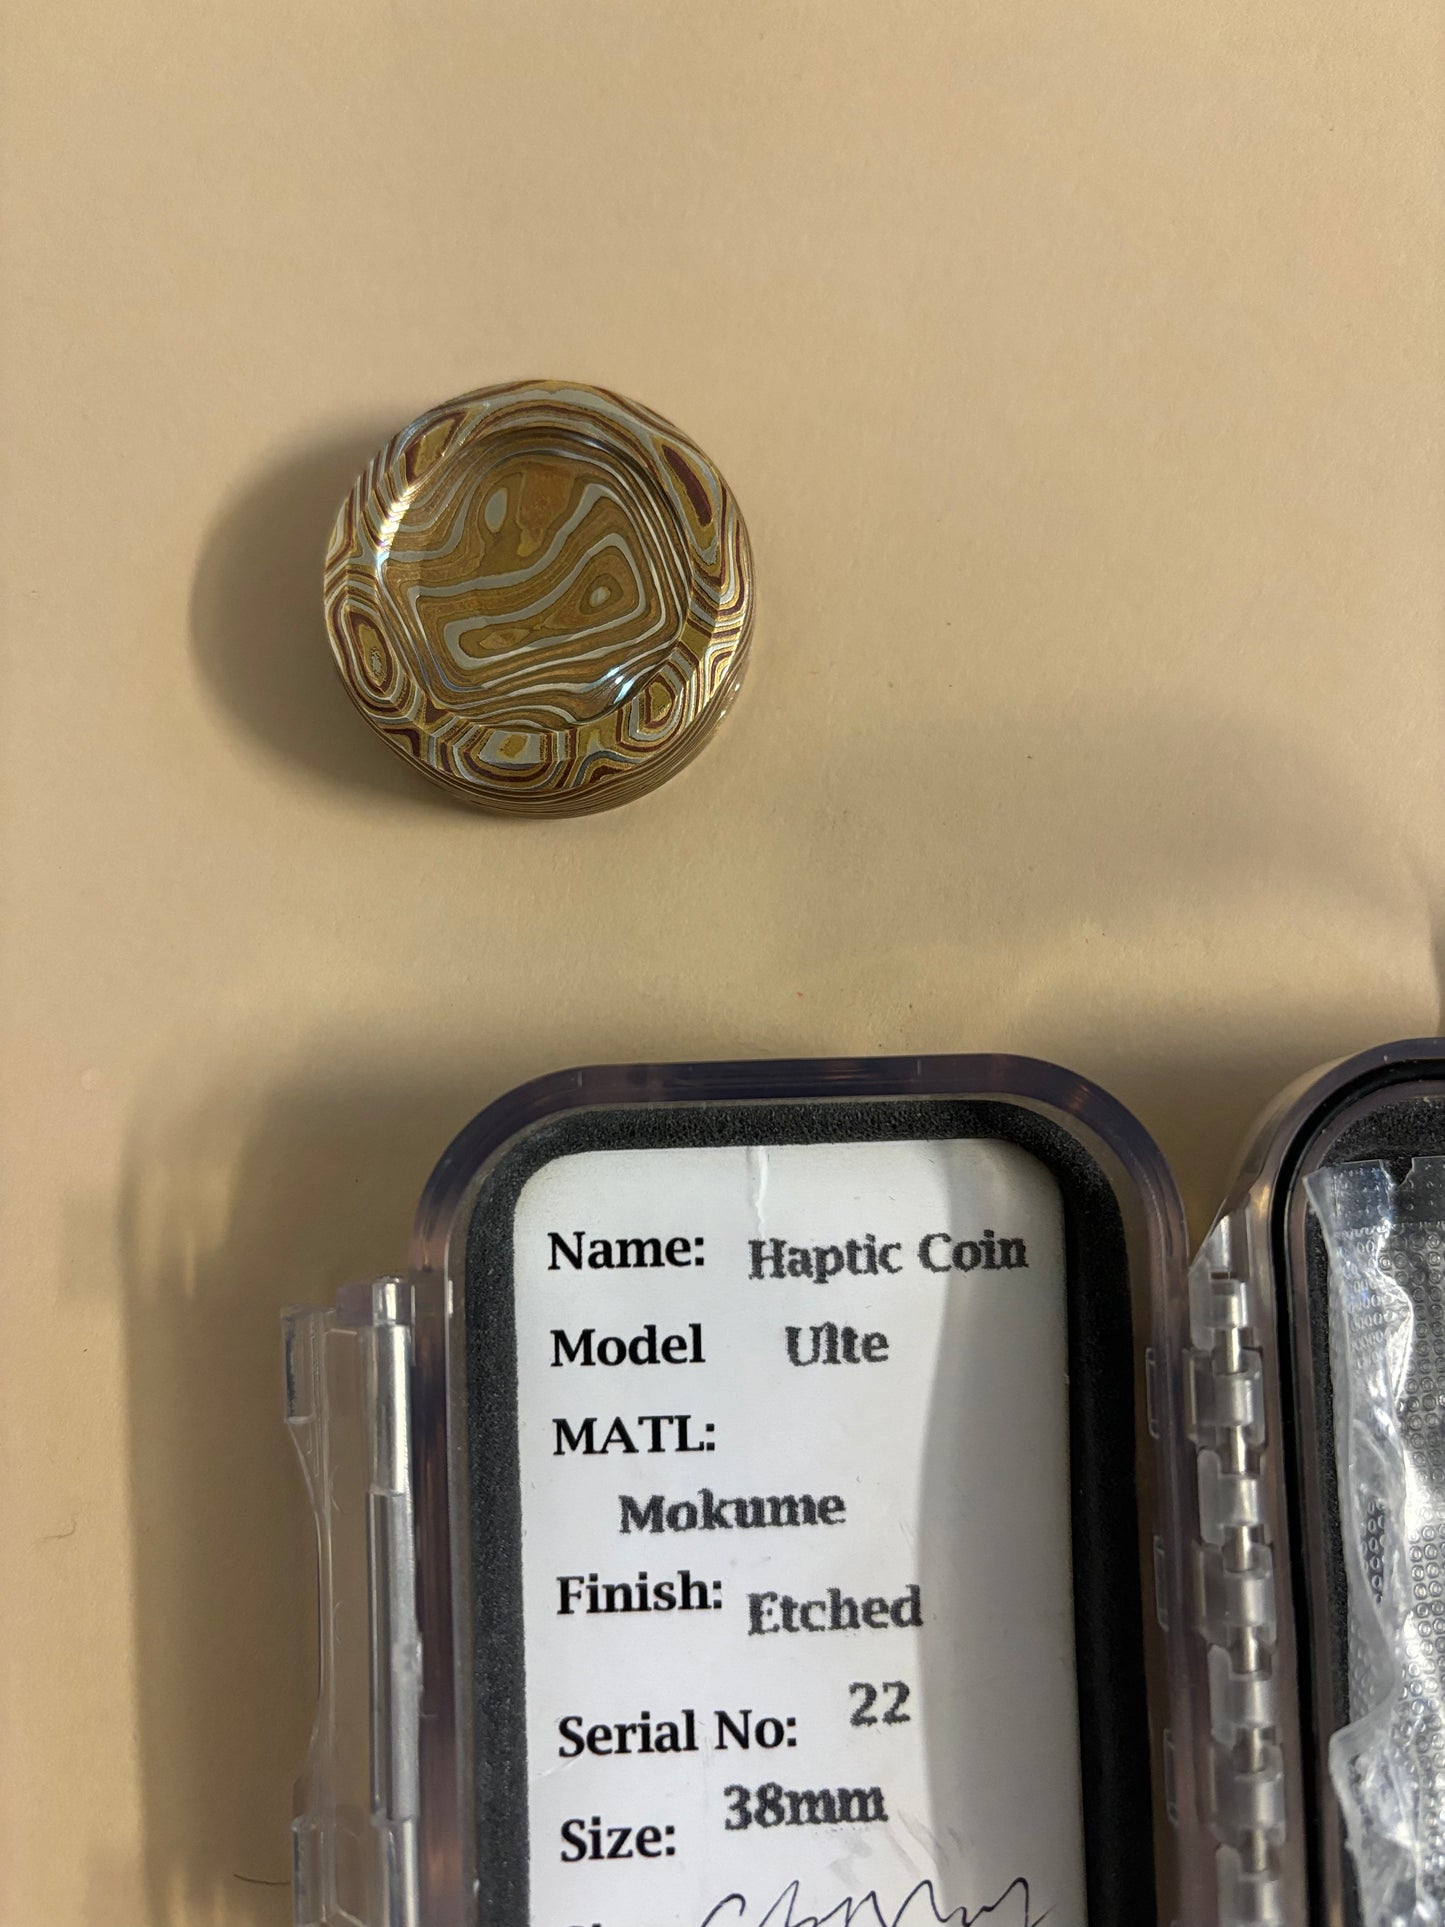 Name: Haptic Coin
Model Ulte
MATL:
Mokume
Finish: Etched
Serial No: 22
Size: 38mm